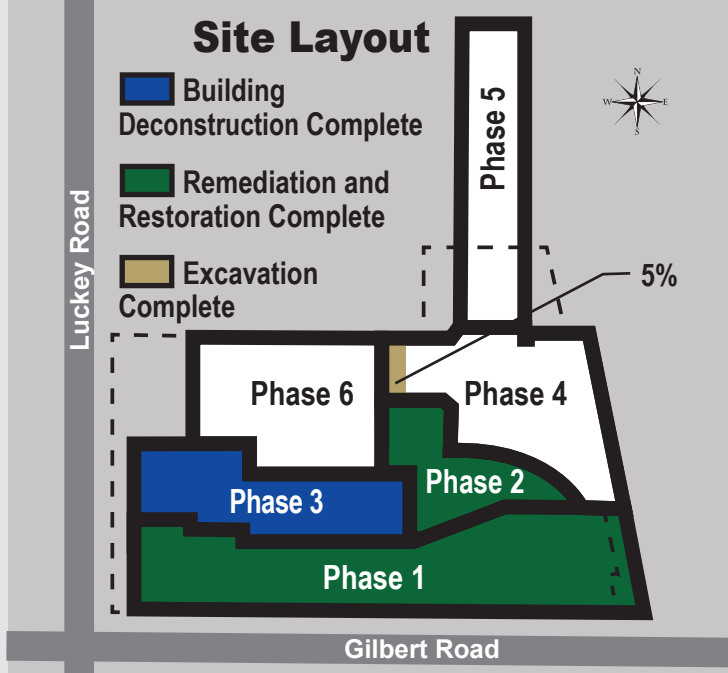 Site Layout
Building
Deconstruction Complete
Remediation and
Restoration Complete
Excavation
Complete
N
W
E
S
Phase 5
5%
Luckey Road
Phase 6
Phase 4
Phase 2
Phase 3
Phase 1
Gilbert Road